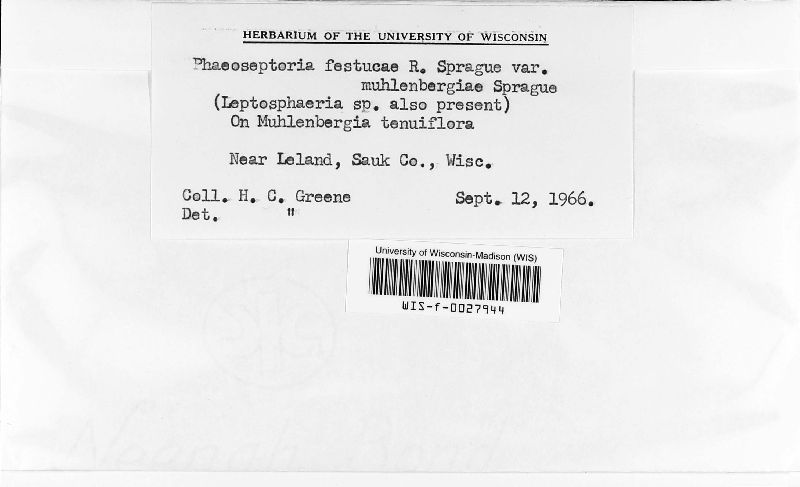 HERBARIUM OF THE UNIVERSITY OF WISCONSIN
Phaeoseptoria festucae R. Sprague var.
muhlenbergiae Sprague
(Leptosphaeria sp. also present)
On Muhlenbergia tenuiflora
Near Leland, Sauk Co., Wisc.
Coll. H. C. Greene Sept. 12, 1966.
Det. "
University of Wisconsin-Madison (WIS)
WIS-f-0027944